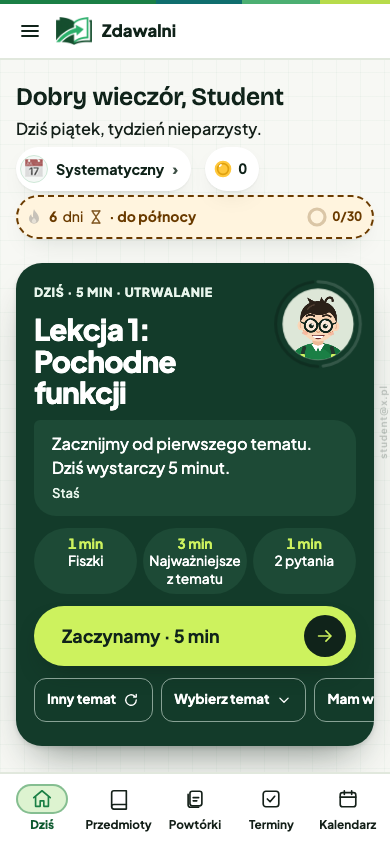 Zdawalni
Dobry wieczór, Student
Dziś piątek, tydzień nieparzysty.
17 Systematyczny ›
0
6 dni · do północy
0/30
DZIŚ · 5 MIN · UTRWALANIE
Lekcja 1:
Pochodne
funkcji
Zacznijmy od pierwszego tematu.
Dziś wystarczy 5 minut.
Staś
1 min
Fiszki
3 min
Najważniejsze
z tematu
1 min
2 pytania
Zaczynamy · 5 min
Inny temat
Wybierz temat
Mam w
student@x.pl
Dziś
Przedmioty
Powtórki
Terminy
Kalendarz